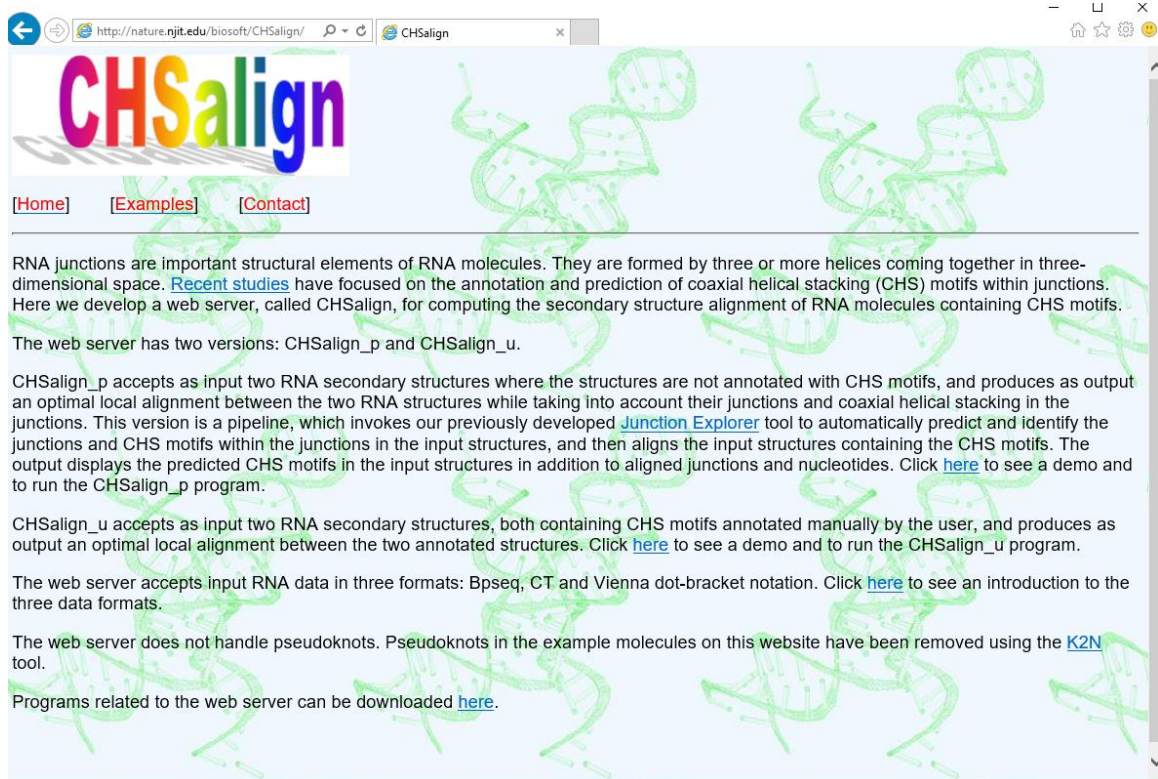 http://nature.njit.edu/biosoft/CHSalign/
CHSalign
CHSalign
[Home] [Examples] [Contact]
RNA junctions are important structural elements of RNA molecules. They are formed by three or more helices coming together in three-
dimensional space. Recent studies have focused on the annotation and prediction of coaxial helical stacking (CHS) motifs within junctions.
Here we develop a web server, called CHSalign, for computing the secondary structure alignment of RNA molecules containing CHS motifs.
The web server has two versions: CHSalign_p and CHSalign_u.
CHSalign_p accepts as input two RNA secondary structures where the structures are not annotated with CHS motifs, and produces as output
an optimal local alignment between the two RNA structures while taking into account their junctions and coaxial helical stacking in the
junctions. This version is a pipeline, which invokes our previously developed Junction Explorer tool to automatically predict and identify the
junctions and CHS motifs within the junctions in the input structures, and then aligns the input structures containing the CHS motifs. The
output displays the predicted CHS motifs in the input structures in addition to aligned junctions and nucleotides. Click here to see a demo and
to run the CHSalign_p program.
CHSalign_u accepts as input two RNA secondary structures, both containing CHS motifs annotated manually by the user, and produces as
output an optimal local alignment between the two annotated structures. Click here to see a demo and to run the CHSalign_u program.
The web server accepts input RNA data in three formats: Bpseq, CT and Vienna dot-bracket notation. Click here to see an introduction to the
three data formats.
The web server does not handle pseudoknots. Pseudoknots in the example molecules on this website have been removed using the K2N
tool.
Programs related to the web server can be downloaded here.